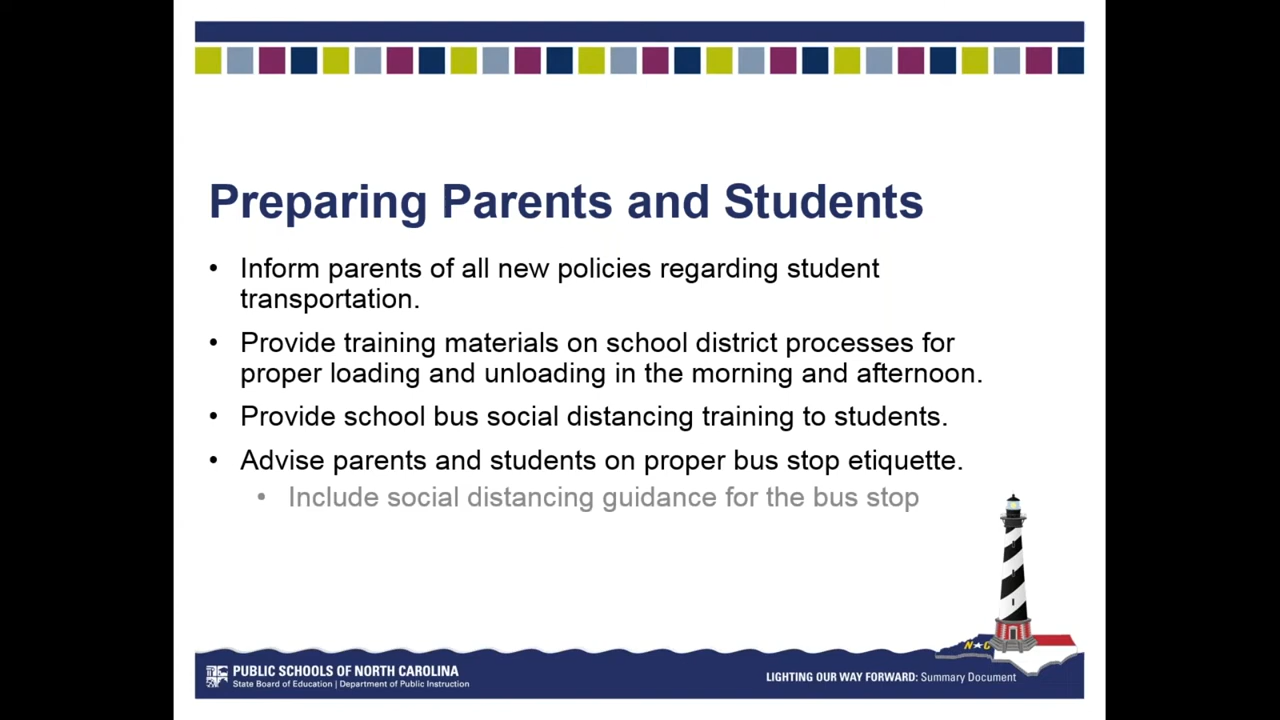 Preparing Parents and Students
• Inform parents of all new policies regarding student
transportation.
• Provide training materials on school district processes for
proper loading and unloading in the morning and afternoon.
• Provide school bus social distancing training to students.
• Advise parents and students on proper bus stop etiquette.
• Include social distancing guidance for the bus stop
N★C
PUBLIC SCHOOLS OF NORTH CAROLINA
State Board of Education | Department of Public Instruction
LIGHTING OUR WAY FORWARD: Summary Document